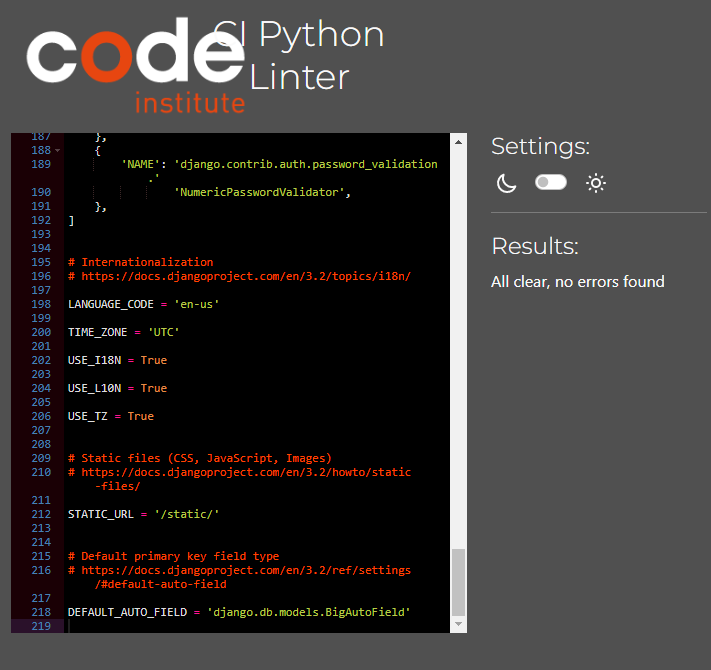 code
institute
CI Python
Linter
187 },
188 {
189 'NAME': 'django.contrib.auth.password_validation
.'
190 'NumericPasswordValidator',
191 },
192 ]
193
194
195 # Internationalization
196 # https://docs.djangoproject.com/en/3.2/topics/i18n/
197
198 LANGUAGE_CODE = 'en-us'
199
200 TIME_ZONE = 'UTC'
201
202 USE_I18N = True
203
204 USE_L10N = True
205
206 USE_TZ = True
207
208
209 # Static files (CSS, JavaScript, Images)
210 # https://docs.djangoproject.com/en/3.2/howto/static
-files/
211
212 STATIC_URL = '/static/'
213
214
215 # Default primary key field type
216 # https://docs.djangoproject.com/en/3.2/ref/settings
/#default-auto-field
217
218 DEFAULT_AUTO_FIELD = 'django.db.models.BigAutoField'
219
Settings:
Results:
All clear, no errors found